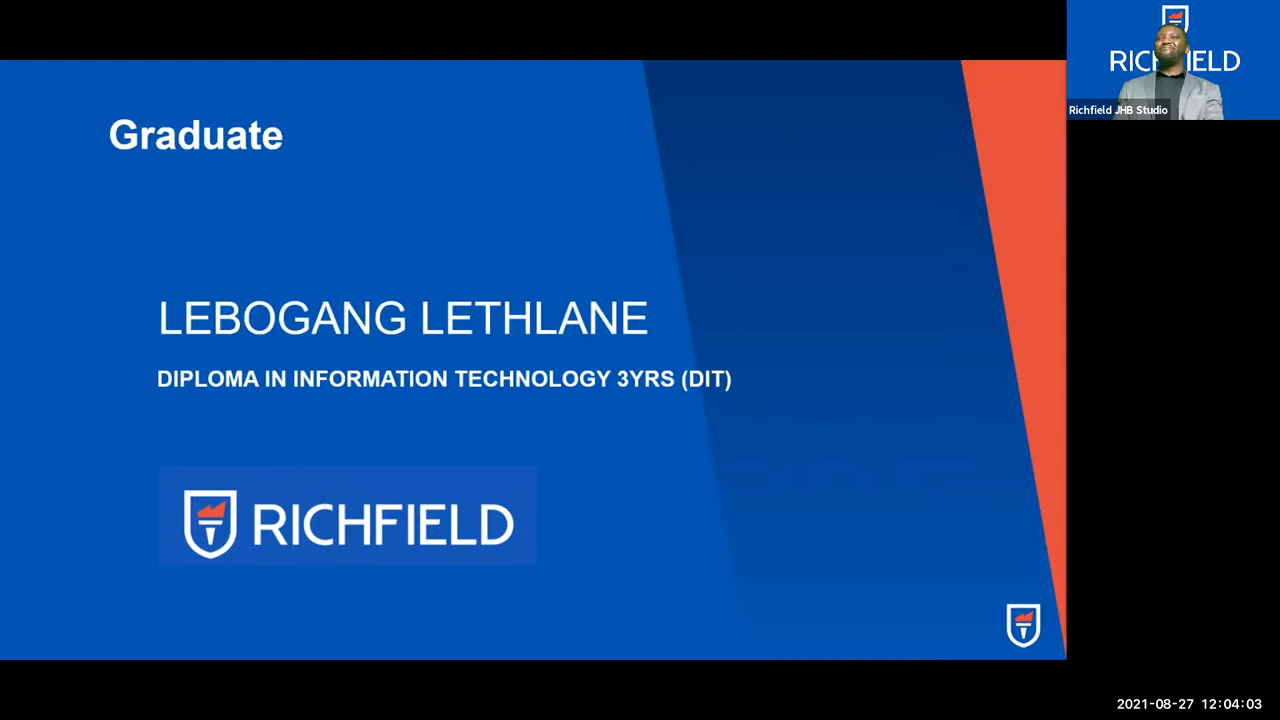 Graduate
LEBOGANG LETHLANE
DIPLOMA IN INFORMATION TECHNOLOGY 3YRS (DIT)
RICHFIELD
RICHFIELD
Richfield JHB Studio
2021-08-27 12:04:03